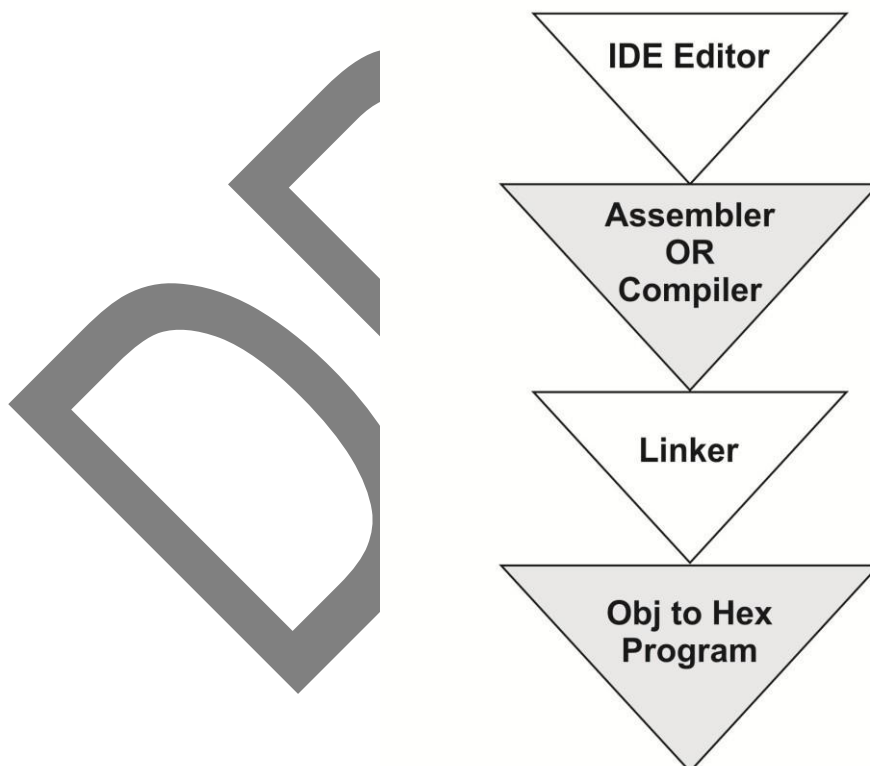 IDE Editor
Assembler
OR
Compiler
Linker
Obj to Hex
Program